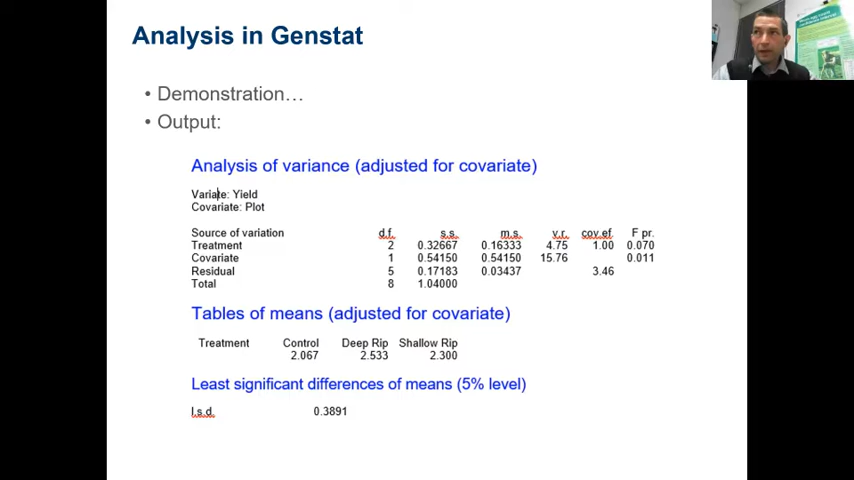 Analysis in Genstat
• Demonstration…
• Output:
Analysis of variance (adjusted for covariate)
Variate: Yield
Covariate: Plot
Source of variation d.f. s.s. m.s. v.r. cov.ef. F pr.
Treatment 2 0.32667 0.16333 4.75 1.00 0.070
Covariate 1 0.54150 0.54150 15.76 0.011
Residual 5 0.17183 0.03437 3.46
Total 8 1.04000
Tables of means (adjusted for covariate)
Treatment Control Deep Rip Shallow Rip
2.067 2.533 2.300
Least significant differences of means (5% level)
l.s.d. 0.3891